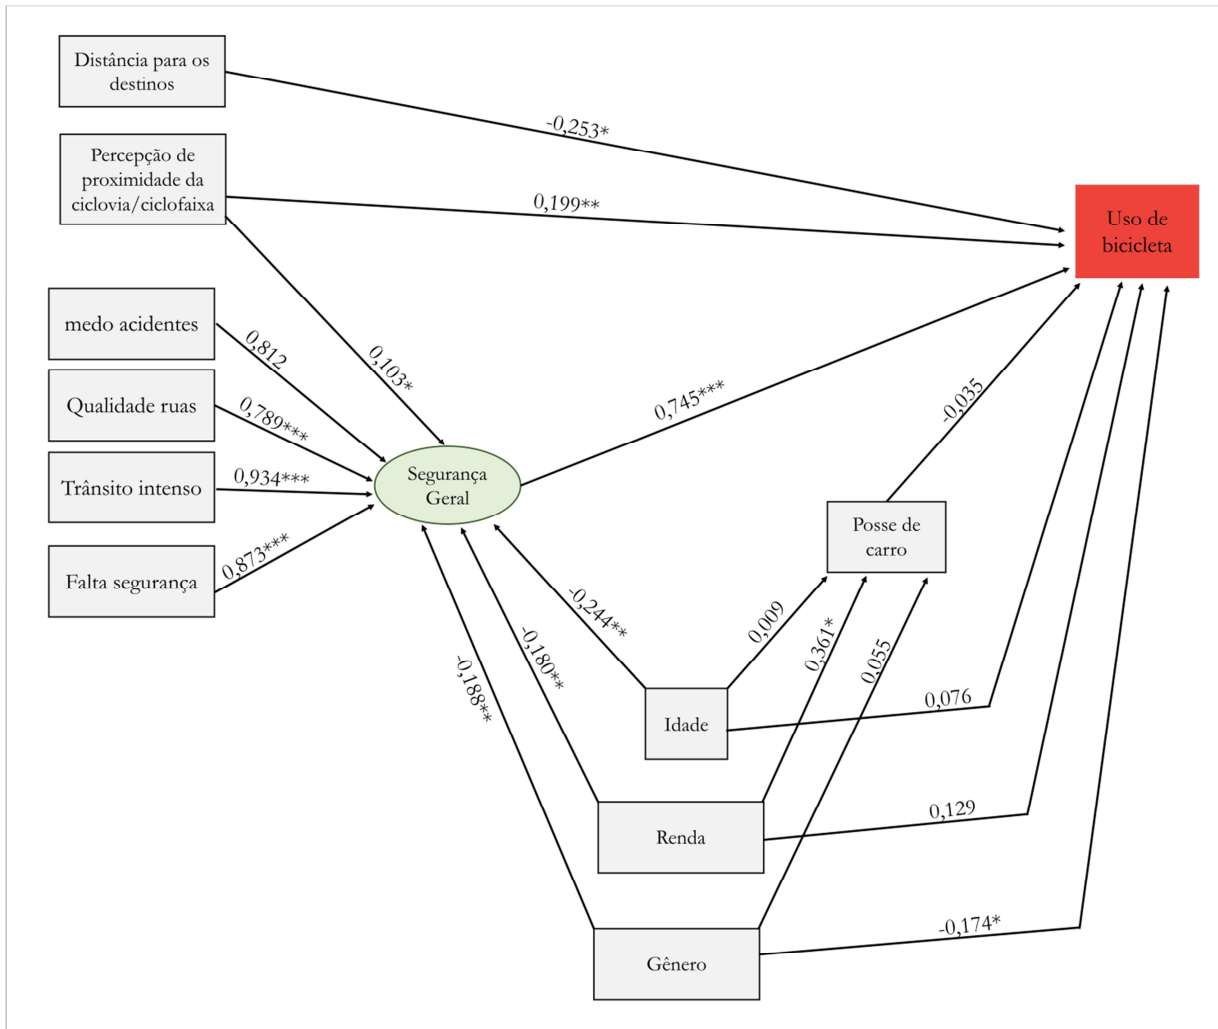 Distância para os
destinos
-0,253*
Percepção de
proximidade da
ciclovia/ciclofaixa
0,199**
Uso de
bicicleta
medo acidentes
0,812
0,103*
Qualidade ruas
0,789***
0,745***
-0,035
Trânsito intenso
0,934***
Segurança
Geral
Posse de
carro
Falta segurança
0,873***
-0,244**
0,009
0,361*
0,055
-0,180**
-0,188**
Idade
0,076
Renda
0,129
Gênero
-0,174*